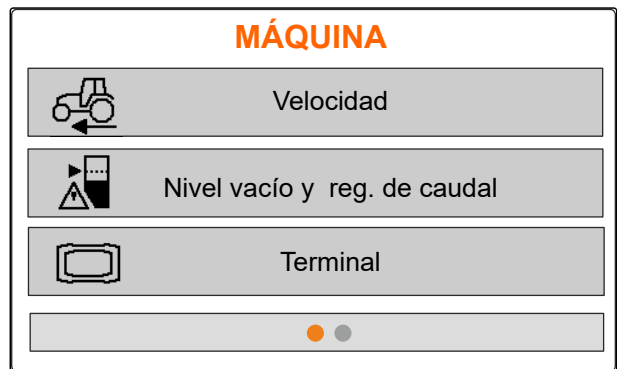 MÁQUINA
Velocidad
Nivel vacío y reg. de caudal
Terminal